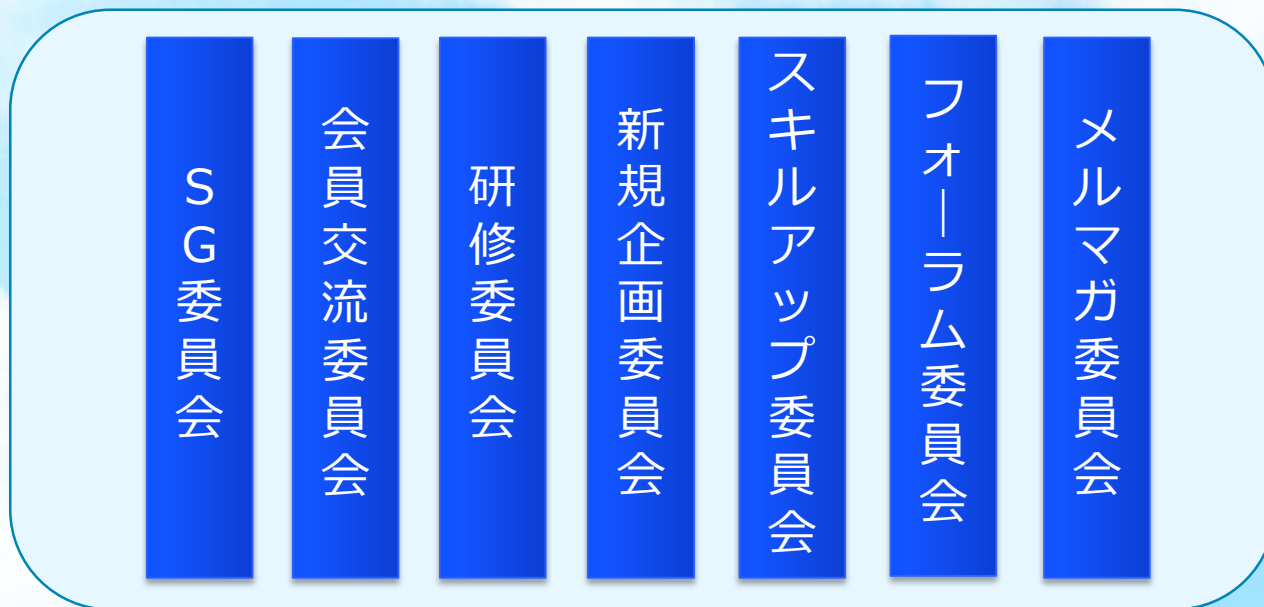 SG委員会
会員交流委員会
研修委員会
新規企画委員会
スキルアップ委員会
フォーラム委員会
メルマガ委員会